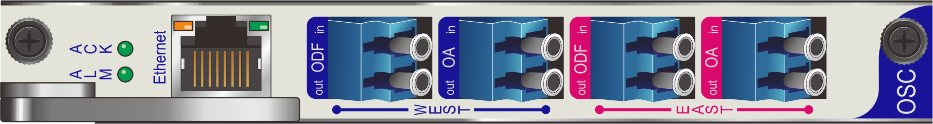 ACK
ALM
Ethernet
out ODF in
out OA in
WEST
out ODF in
out OA in
EAST
OSC